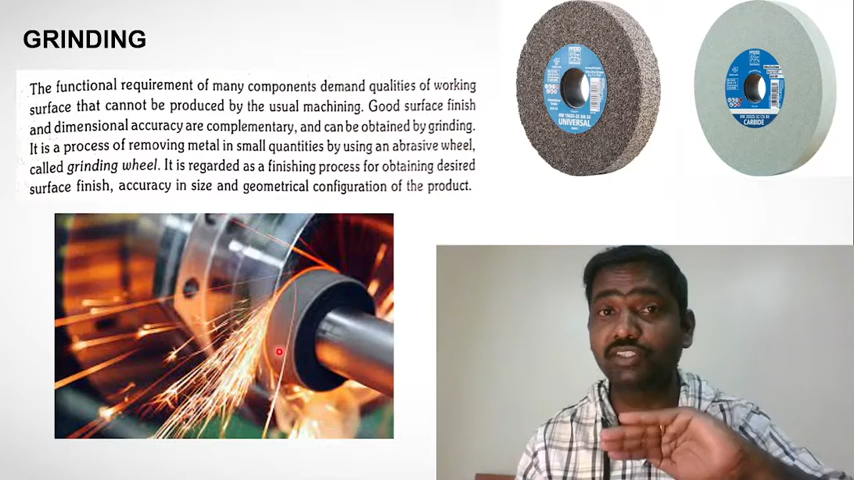 GRINDING
The functional requirement of many components demand qualities of working
surface that cannot be produced by the usual machining. Good surface finish
and dimensional accuracy are complementary, and can be obtained by grinding.
It is a process of removing metal in small quantities by using an abrasive wheel,
called grinding wheel. It is regarded as a finishing process for obtaining desired
surface finish, accuracy in size and geometrical configuration of the product.
UNIVERSAL
CARBIDE